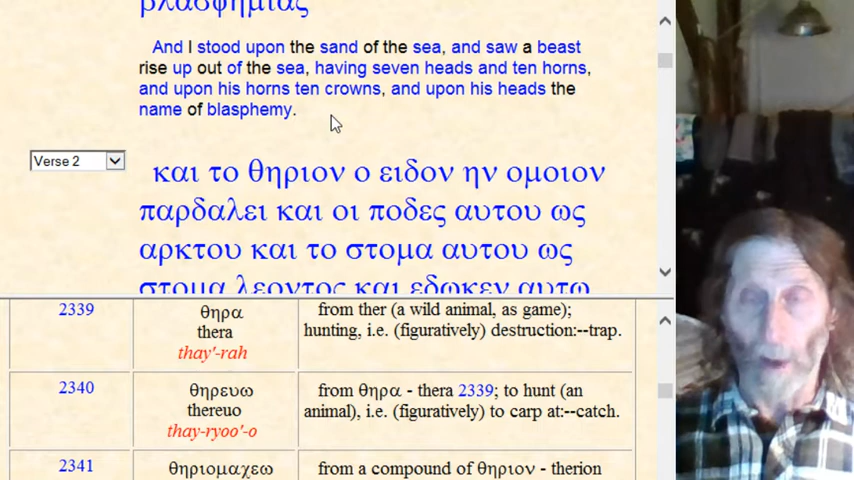 βλασφημιας
And I stood upon the sand of the sea, and saw a beast
rise up out of the sea, having seven heads and ten horns,
and upon his horns ten crowns, and upon his heads the
name of blasphemy.
Verse 2
και το θηριον ο ειδον ην ομοιον
παρδαλει και οι ποδες αυτου ως
αρκτου και το στομα αυτου ως
στομα λεοντος και εδωκεν αυτω
2339
θηρα
thera
thay'-rah
from ther (a wild animal, as game);
hunting, i.e. (figuratively) destruction:--trap.
2340
θηρευω
thereuo
thay-ryoo'-o
from θηρα - thera 2339; to hunt (an
animal), i.e. (figuratively) to carp at:--catch.
2341
θηριομαχεω
from a compound of θηριον - therion